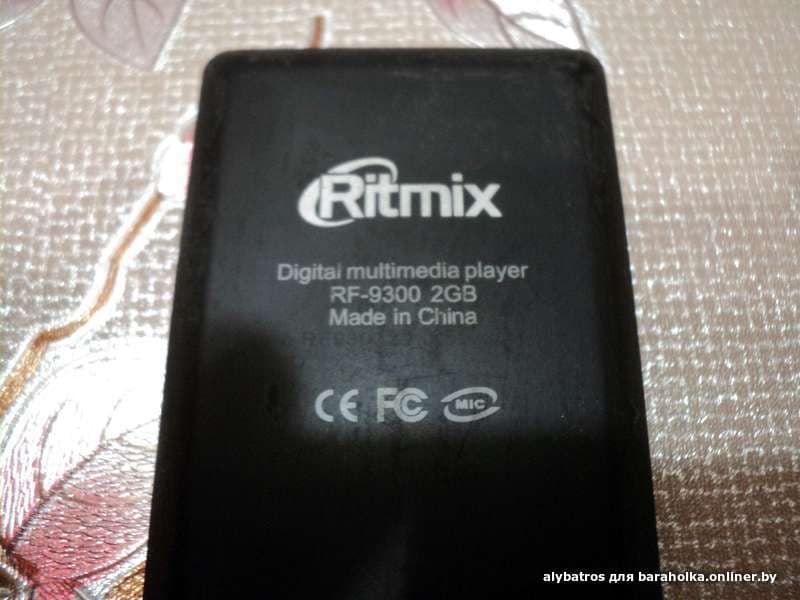 Ritmix
Digital multimedia player
RF-9300 2GB
Made in China
CE FC MIC
alybatros для baraholka.onliner.by